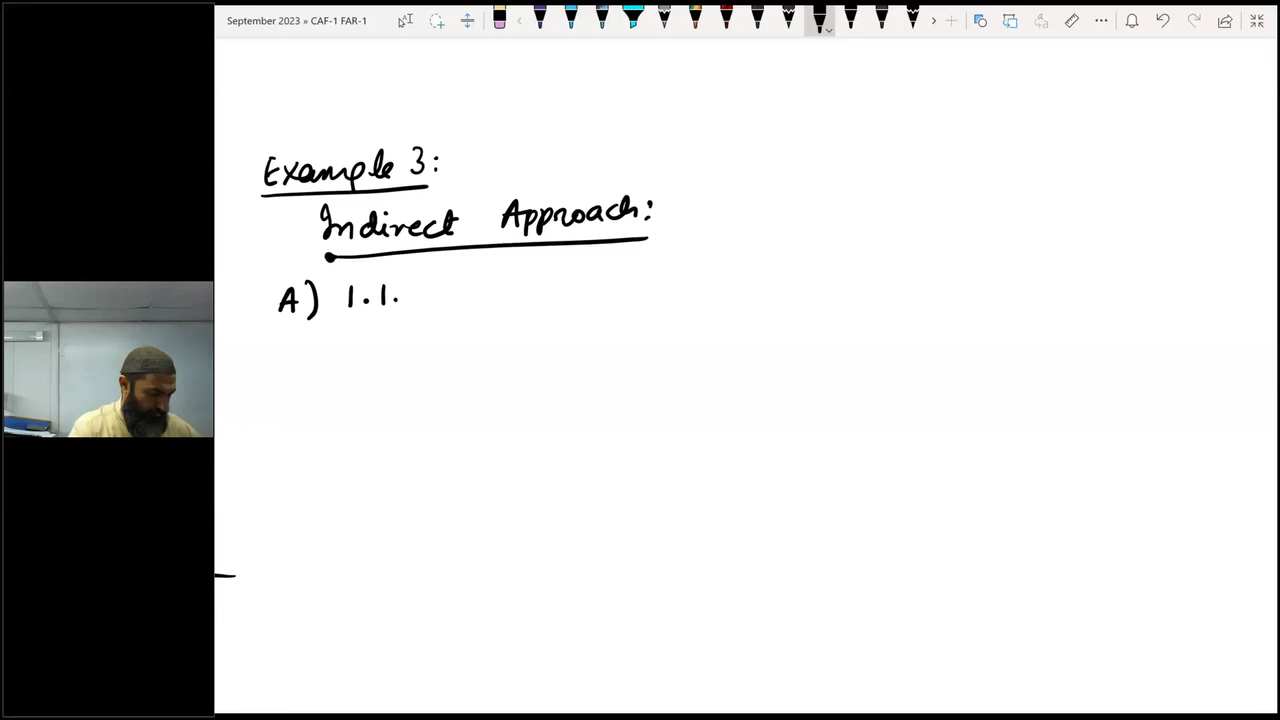 September 2023 » CAF-1 FAR-1
Example 3:
Indirect Approach:
A) 1.1.